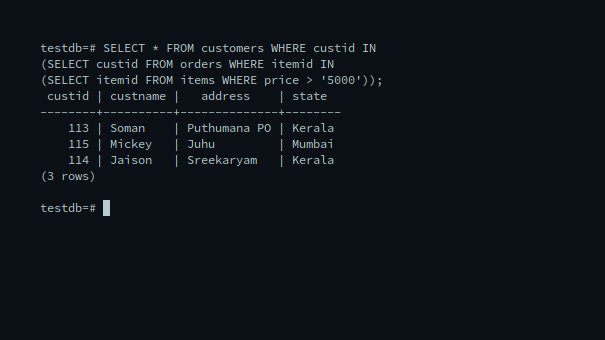 testdb=# SELECT * FROM customers WHERE custid IN
(SELECT custid FROM orders WHERE itemid IN
(SELECT itemid FROM items WHERE price > '5000'));
 custid | custname |   address    | state
--------+----------+--------------+--------
    113 | Soman    | Puthumana PO | Kerala
    115 | Mickey   | Juhu         | Mumbai
    114 | Jaison   | Sreekaryam   | Kerala
(3 rows)

testdb=#